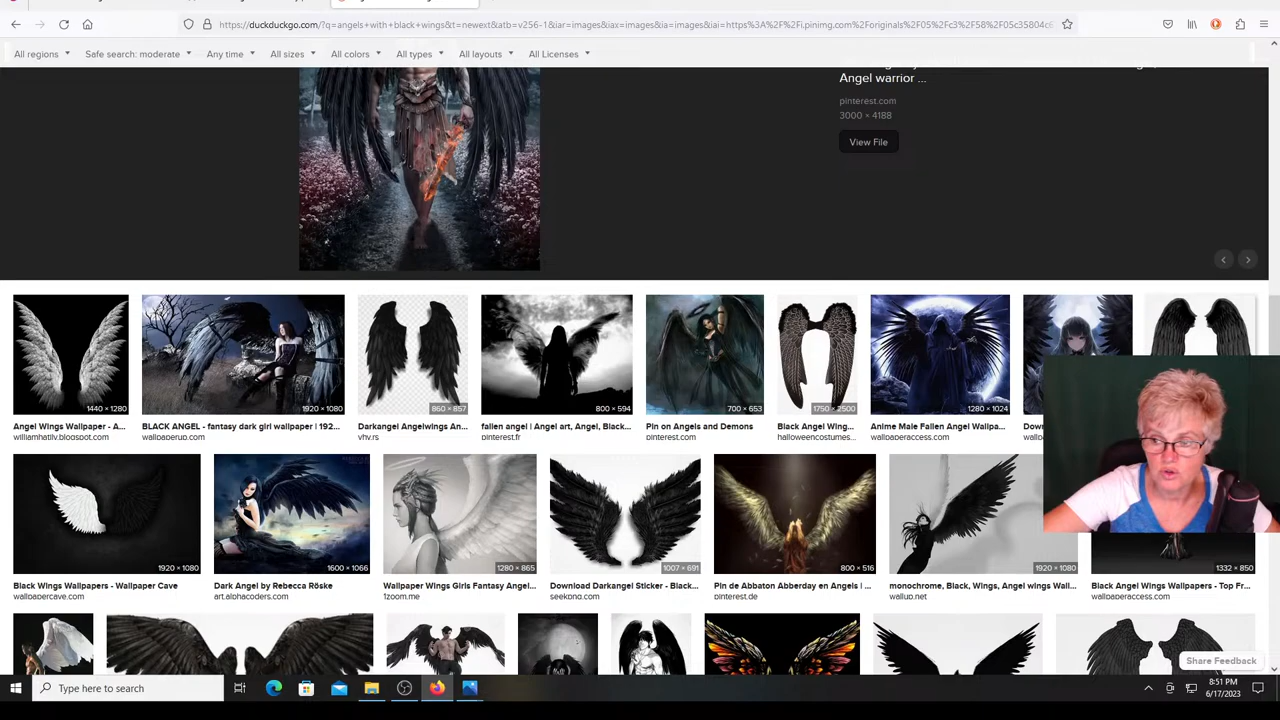 https://duckduckgo.com/?q=angels+with+black+wings&t=newext&atb=v256-1&iar=images&iax=images&ia=images&iai=https%3A%2F%2Fi.pinimg.com%2Foriginals%2F05%2Fc3%2F58%2F05c35804c
All regions Safe search: moderate Any time All sizes All colors All types All layouts All Licenses
Angel warrior ...
pinterest.com
3000 × 4188
View File
1440 × 1280
1920 × 1080
860 × 857
800 × 594
700 × 653
1750 × 2500
1280 × 1024
Angel Wings Wallpaper - A...
williamhatily.blogspot.com
BLACK ANGEL - fantasy dark girl wallpaper | 192...
wallpaperup.com
Darkangel Angelwings An...
vhv.rs
fallen angel | Angel art, Angel, Black...
pinterest.fr
Pin on Angels and Demons
pinterest.com
Black Angel Wing...
halloweencostumes...
Anime Male Fallen Angel Wallpa...
wallpaperaccess.com
1920 × 1080
1600 × 1066
1280 × 865
1007 × 691
800 × 516
1920 × 1080
1332 × 850
Black Wings Wallpapers - Wallpaper Cave
wallpapercave.com
Dark Angel by Rebecca Röske
art.alphacoders.com
Wallpaper Wings Girls Fantasy Angel...
1zoom.me
Download Darkangel Sticker - Black...
seekpng.com
Pin de Abbaton Abberday en Angels | ...
pinterest.de
monochrome, Black, Wings, Angel wings Wall...
wallup.net
Black Angel Wings Wallpapers - Top Fr...
wallpaperaccess.com
Share Feedback
Type here to search
8:51 PM
6/17/2023